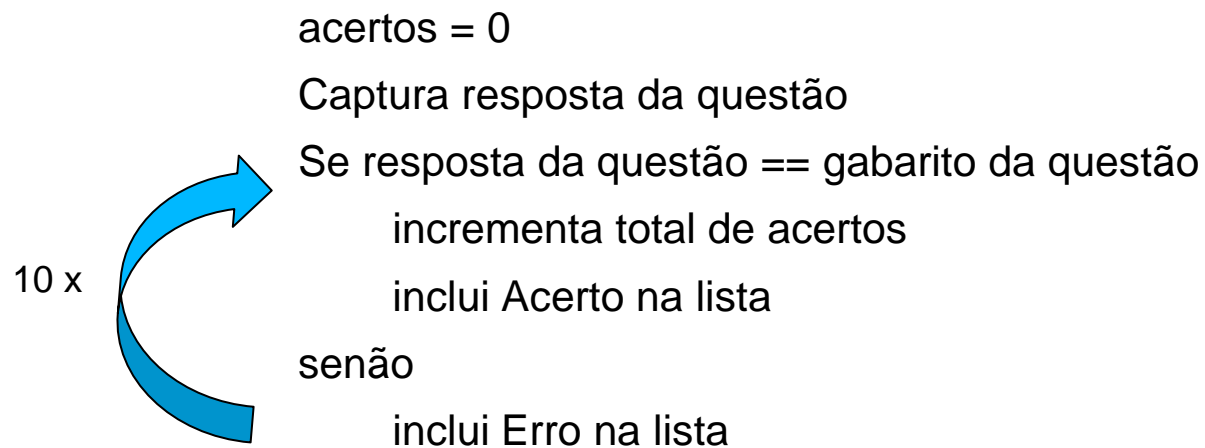 acertos = 0
Captura resposta da questão
Se resposta da questão == gabarito da questão
incrementa total de acertos
10 x
inclui Acerto na lista
senão
inclui Erro na lista